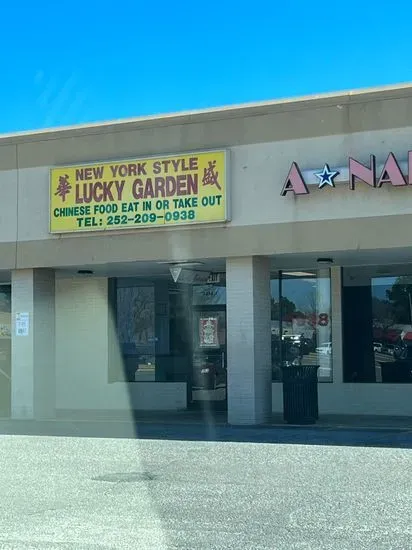 NEW YORK STYLE
華 LUCKY GARDEN 盛
CHINESE FOOD EAT IN OR TAKE OUT
TEL: 252-209-0938
A NA